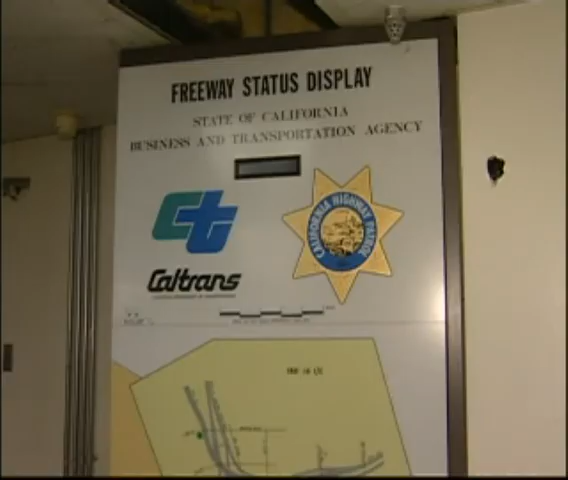 FREEWAY STATUS DISPLAY
STATE OF CALIFORNIA
BUSINESS AND TRANSPORTATION AGENCY
CALIFORNIA HIGHWAY PATROL
Caltrans